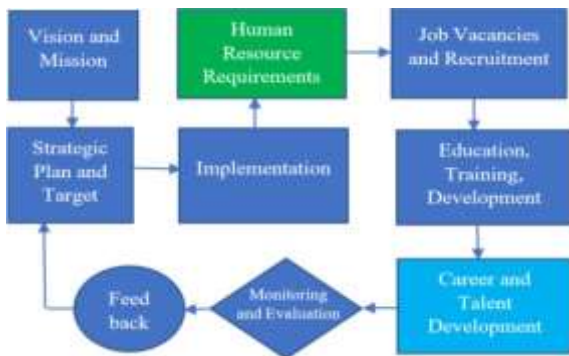 Vision and
Mission
Human
Resource
Requirements
Job Vacancies
and Recruitment
Strategic
Plan and
Target
Implementation
Education,
Training,
Development
Feed
back
Monitoring
and Evaluation
Career and
Talent
Development